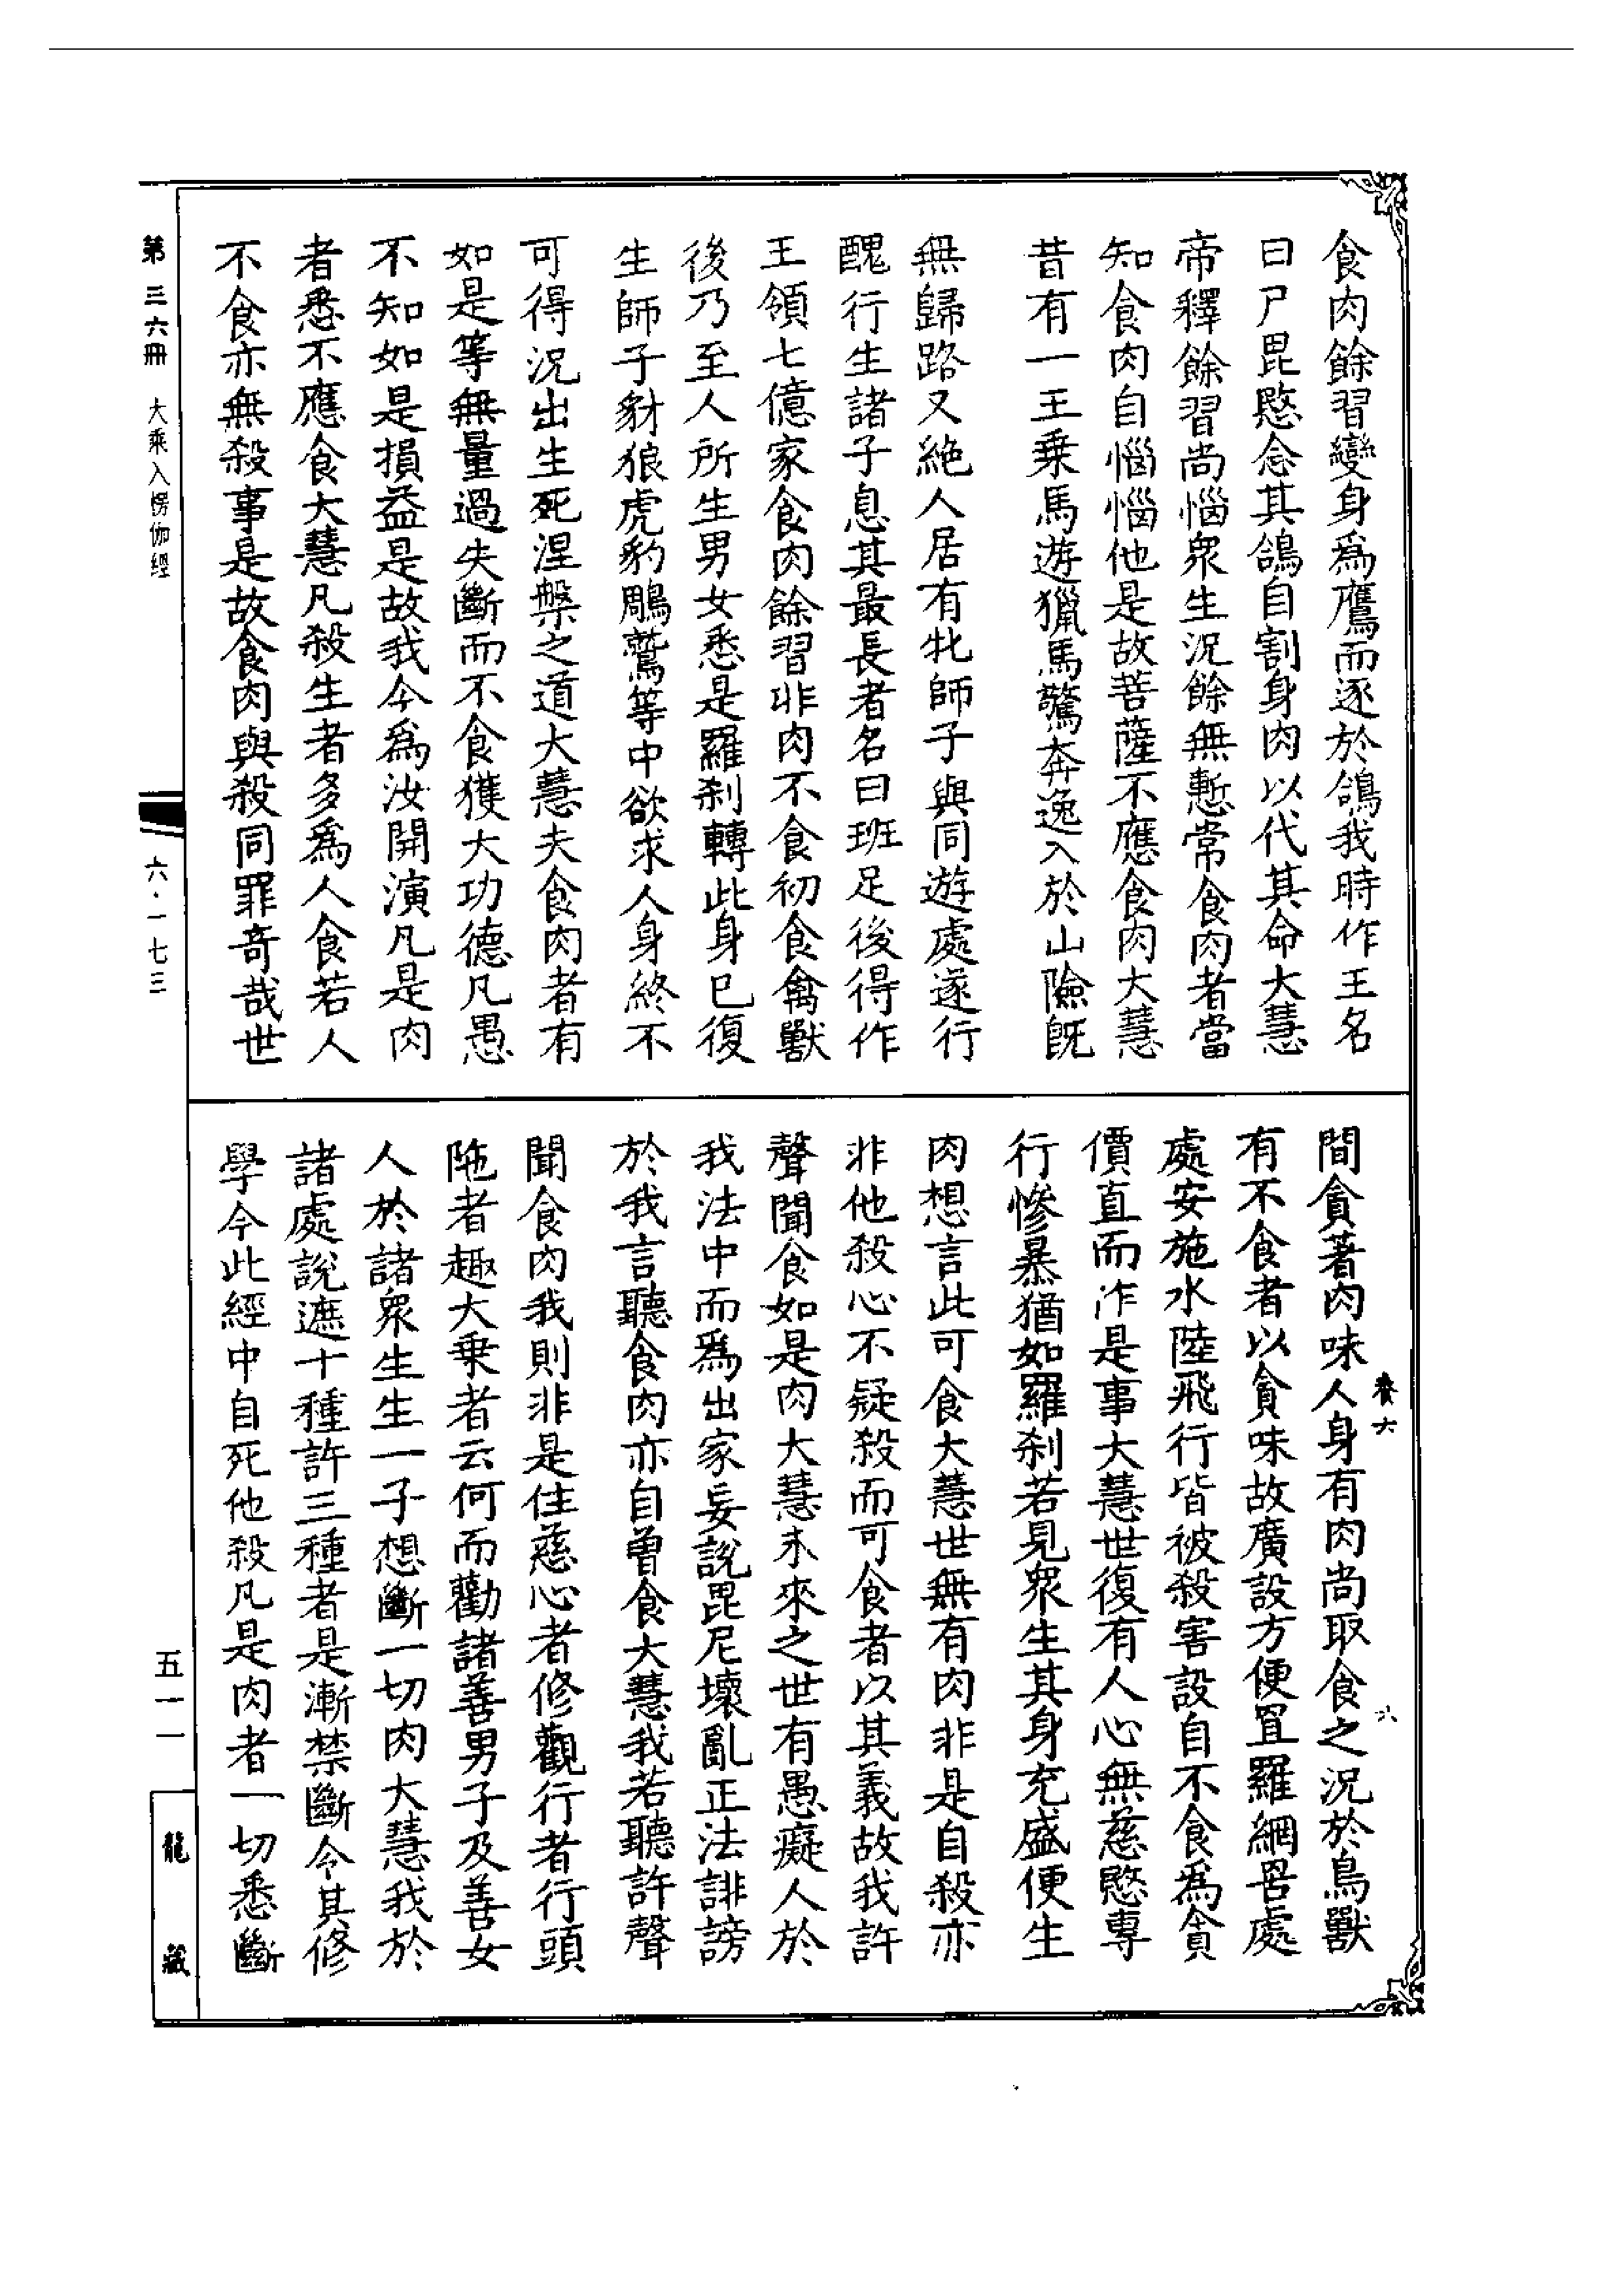 食肉餘習變身爲鷹而逐於鴿我時作王名
曰尸毘愍念其鴿自割身肉以代其命大慧
帝釋餘習尚惱衆生況餘無慙常食肉者當
知食肉自惱惱他是故菩薩不應食肉大慧
昔有一王乗馬遊獵馬驚奔逸入於山險旣
無歸路又絶人居有牝師子與同遊處遂行
醜行生諸子息其最長者名曰班足後得作
王領七億家食肉餘習非肉不食初食禽獸
後乃至人所生男女悉是羅刹轉此身已復
生師子豺狼虎豹鵰鷲等中欲求人身終不
可得況出生死涅槃之道大慧夫食肉者有
如是等無量過失斷而不食獲大功德凡愚
不知如是損益是故我今爲汝開演凡是肉
者悉不應食大慧凡殺生者多爲人食若人
不食亦無殺事是故食肉與殺同罪奇哉世
間貪著肉味人身有肉尚取食之況於鳥獸
有不食者以貪味故廣設方便罝羅網罟處
處安施水陸飛行皆被殺害設自不食爲貪
價直而作是事大慧世復有人心無慈愍專
行慘暴猶如羅刹若見衆生其身充盛便生
肉想言此可食大慧世無有肉非是自殺亦
非他殺心不疑殺而可食者以其義故我許
聲聞食如是肉大慧未來之世有愚癡人於
我法中而爲出家妄說毘尼壞亂正法誹謗
於我言聽食肉亦自曾食大慧我若聽許聲
聞食肉我則非是住慈心者修觀行者行頭
陁者趣大乗者云何而勸諸善男子及善女
人於諸衆生生一子想斷一切肉大慧我於
諸處說遮十種許三種者是漸禁斷令其修
學今此經中自死他殺凡是肉者一切悉斷
卷六
六
第三六冊 大乘入楞伽經
六·一七三
五一一
龍藏